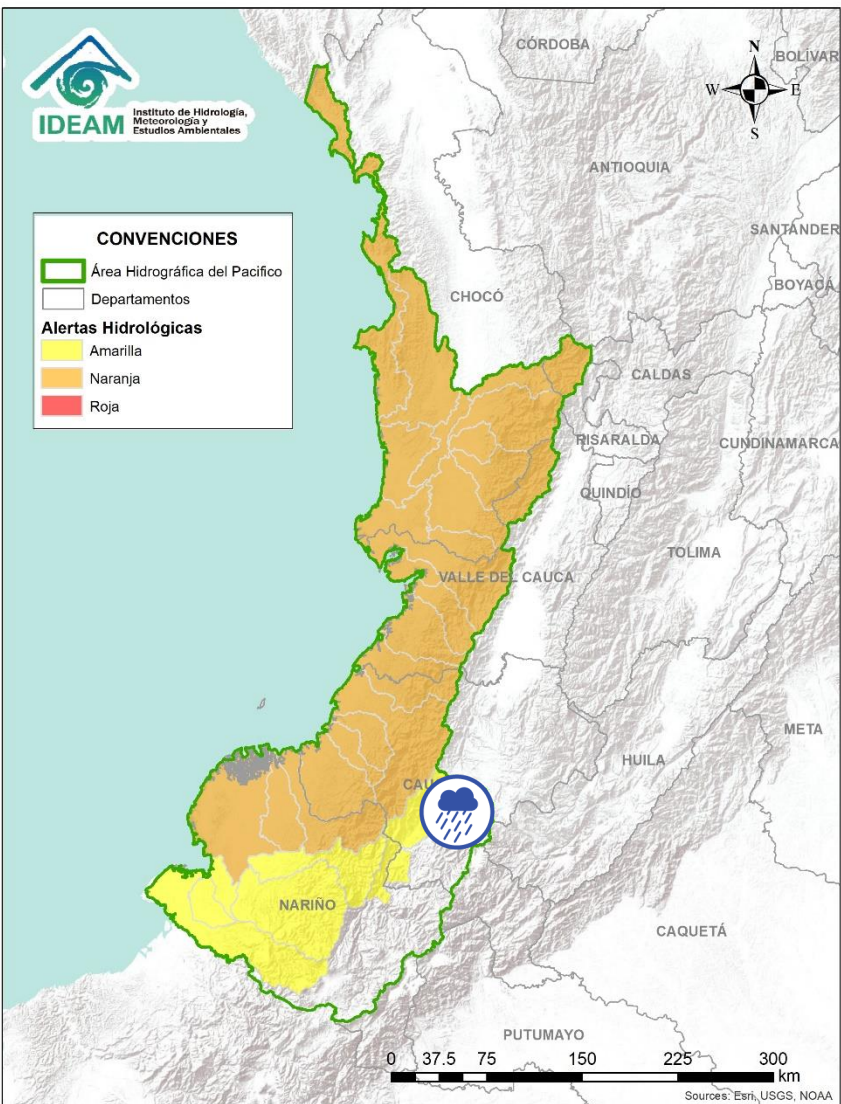 IDEAM
Instituto de Hidrología,
Meteorología y
Estudios Ambientales
CÓRDOBA
N
BOLÍVAR
W
E
S
ANTIOQUIA
SANTANDER
CONVENCIONES
Área Hidrográfica del Pacifico
Departamentos
Alertas Hidrológicas
Amarilla
Naranja
Roja
BOYACÁ
CHOCÓ
CALDAS
RISARALDA
CUNDINAMARCA
QUINDÍO
TOLIMA
VALLE DEL CAUCA
META
HUILA
CAU
NARIÑO
CAQUETÁ
PUTUMAYO
0 37.5 75 150 225 300
km
Sources: Esri, USGS, NOAA